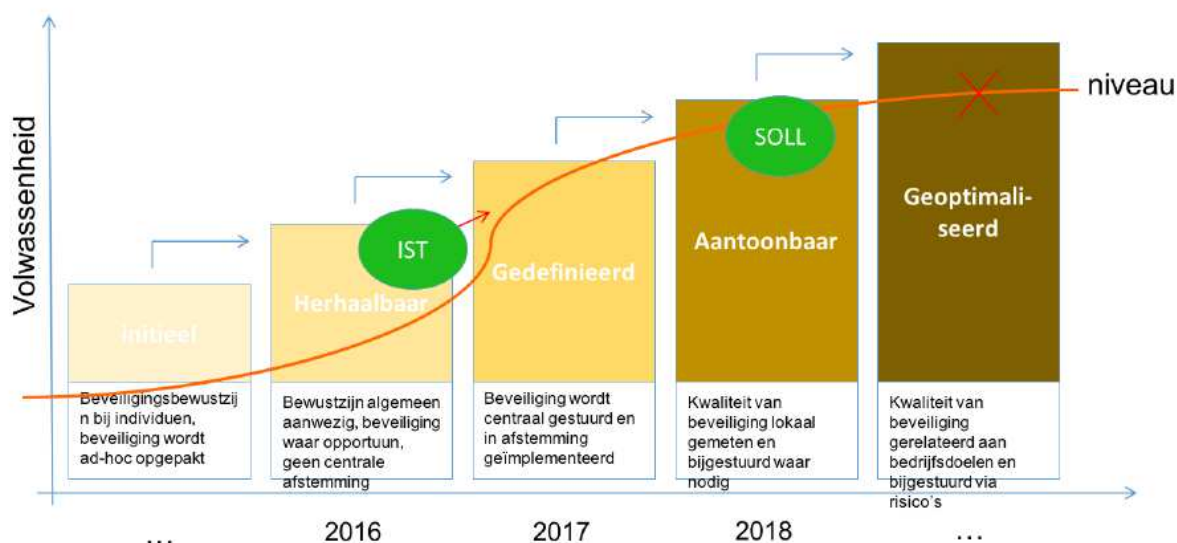 niveau
Volwassenheid
SOLL
Geoptimali-
seerd
IST
Aantoonbaar
Gedefinieerd
Herhaalbaar
Initieel
Beveiligingsbewustzij
n bij individuen,
beveiliging wordt
ad-hoc opgepakt
Bewustzijn algemeen
aanwezig, beveiliging
waar opportuun,
geen centrale
afstemming
Beveiliging wordt
centraal gestuurd en
in afstemming
geïmplementeerd
Kwaliteit van
beveiliging lokaal
gemeten en
bijgestuurd waar
nodig
Kwaliteit van
beveiliging
gerelateerd aan
bedrijfsdoelen en
bijgestuurd via
risico's
...
2016
2017
2018
...